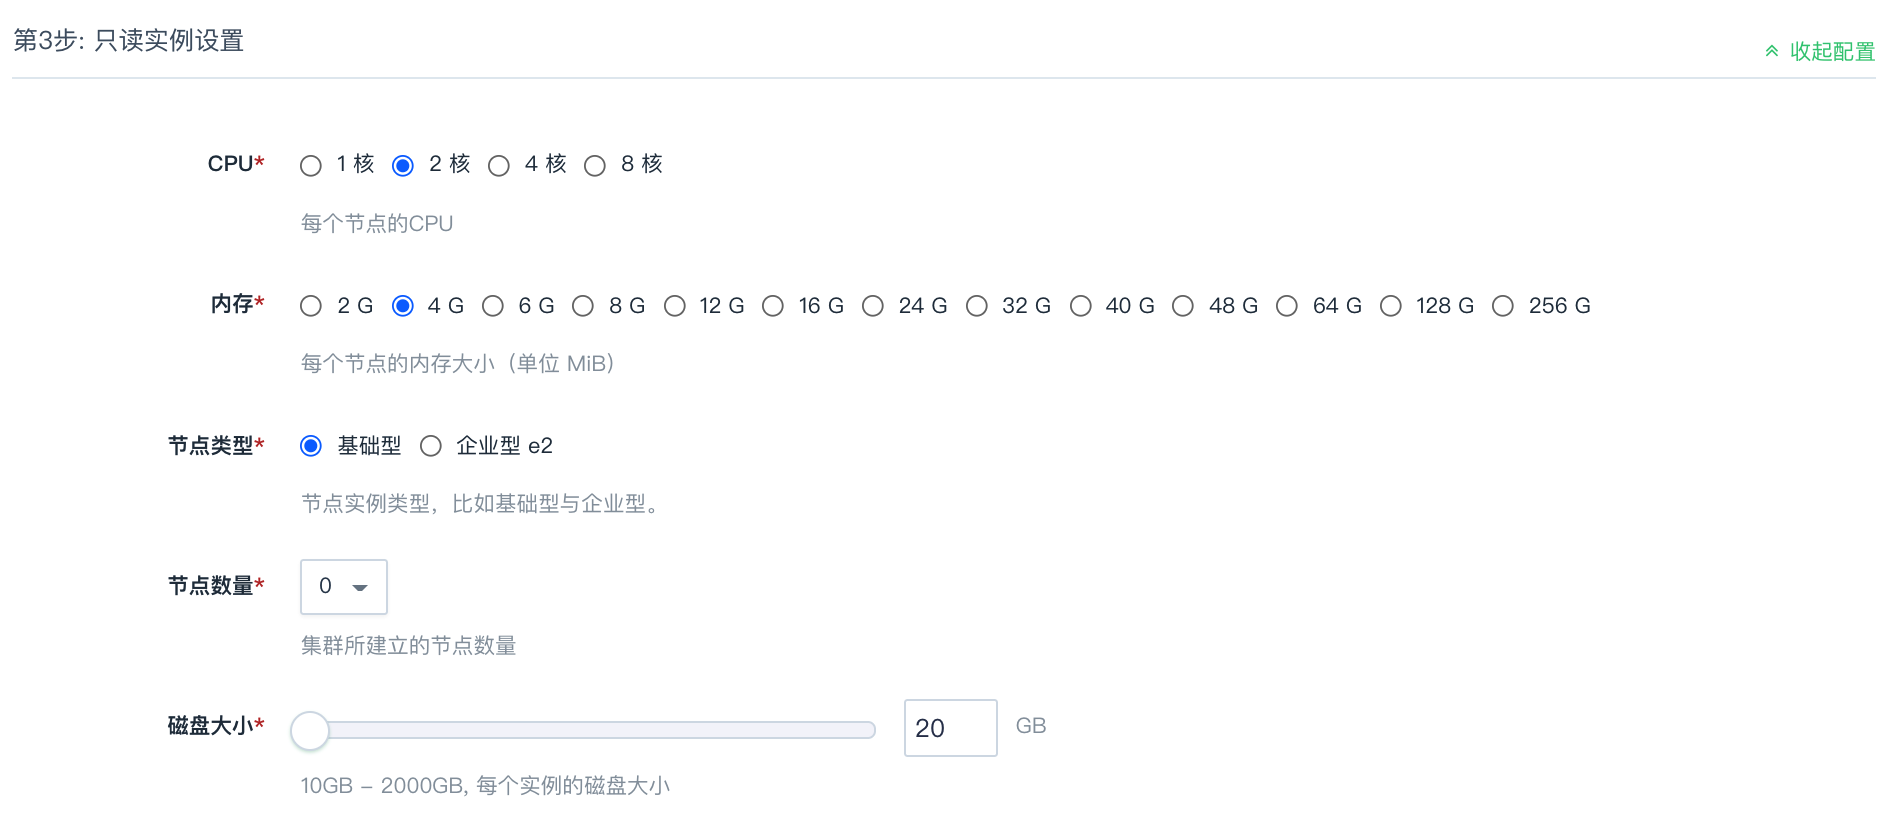 第3步: 只读实例设置
收起配置
CPU* 1 核 2 核 4 核 8 核
每个节点的CPU
内存* 2 G 4 G 6 G 8 G 12 G 16 G 24 G 32 G 40 G 48 G 64 G 128 G 256 G
每个节点的内存大小（单位 MiB）
节点类型* 基础型 企业型 e2
节点实例类型，比如基础型与企业型。
节点数量* 0
集群所建立的节点数量
磁盘大小* 20 GB
10GB – 2000GB, 每个实例的磁盘大小